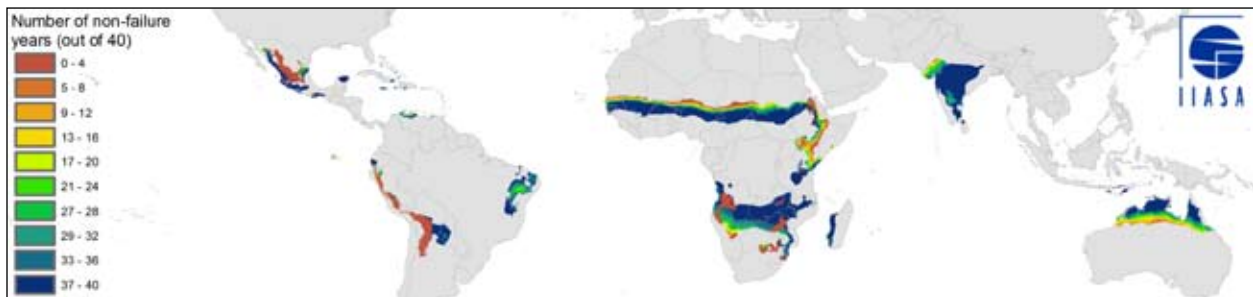 Number of non-failure
years (out of 40)
0 - 4
5 - 8
9 - 12
13 - 16
17 - 20
21 - 24
27 - 28
29 - 32
33 - 36
37 - 40
IIASA